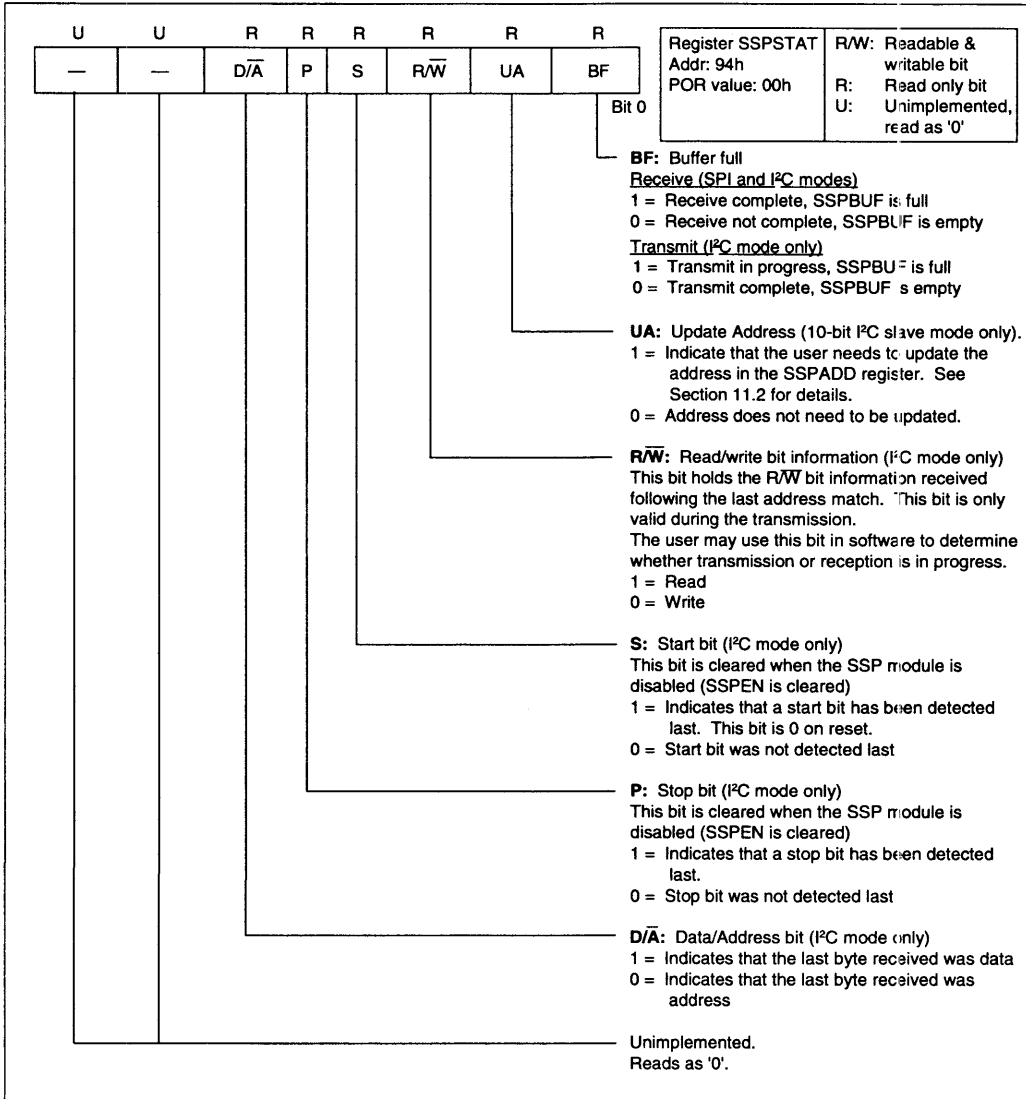 U U R R R R R R
— — D/A̅ P S R/W̅ UA BF
Bit 0
Register SSPSTAT
Addr: 94h
POR value: 00h
R/W: Readable &
writable bit
R: Read only bit
U: Unimplemented,
read as '0'
BF: Buffer full
Receive (SPI and I²C modes)
1 = Receive complete, SSPBUF is full
0 = Receive not complete, SSPBUF is empty
Transmit (I²C mode only)
1 = Transmit in progress, SSPBUF is full
0 = Transmit complete, SSPBUF is empty
UA: Update Address (10-bit I²C slave mode only).
1 = Indicate that the user needs to update the
address in the SSPADD register. See
Section 11.2 for details.
0 = Address does not need to be updated.
R/W̅: Read/write bit information (I²C mode only)
This bit holds the R/W̅ bit information received
following the last address match. This bit is only
valid during the transmission.
The user may use this bit in software to determine
whether transmission or reception is in progress.
1 = Read
0 = Write
S: Start bit (I²C mode only)
This bit is cleared when the SSP module is
disabled (SSPEN is cleared)
1 = Indicates that a start bit has been detected
last. This bit is 0 on reset.
0 = Start bit was not detected last
P: Stop bit (I²C mode only)
This bit is cleared when the SSP module is
disabled (SSPEN is cleared)
1 = Indicates that a stop bit has been detected
last.
0 = Stop bit was not detected last
D/A̅: Data/Address bit (I²C mode only)
1 = Indicates that the last byte received was data
0 = Indicates that the last byte received was
address
Unimplemented.
Reads as '0'.